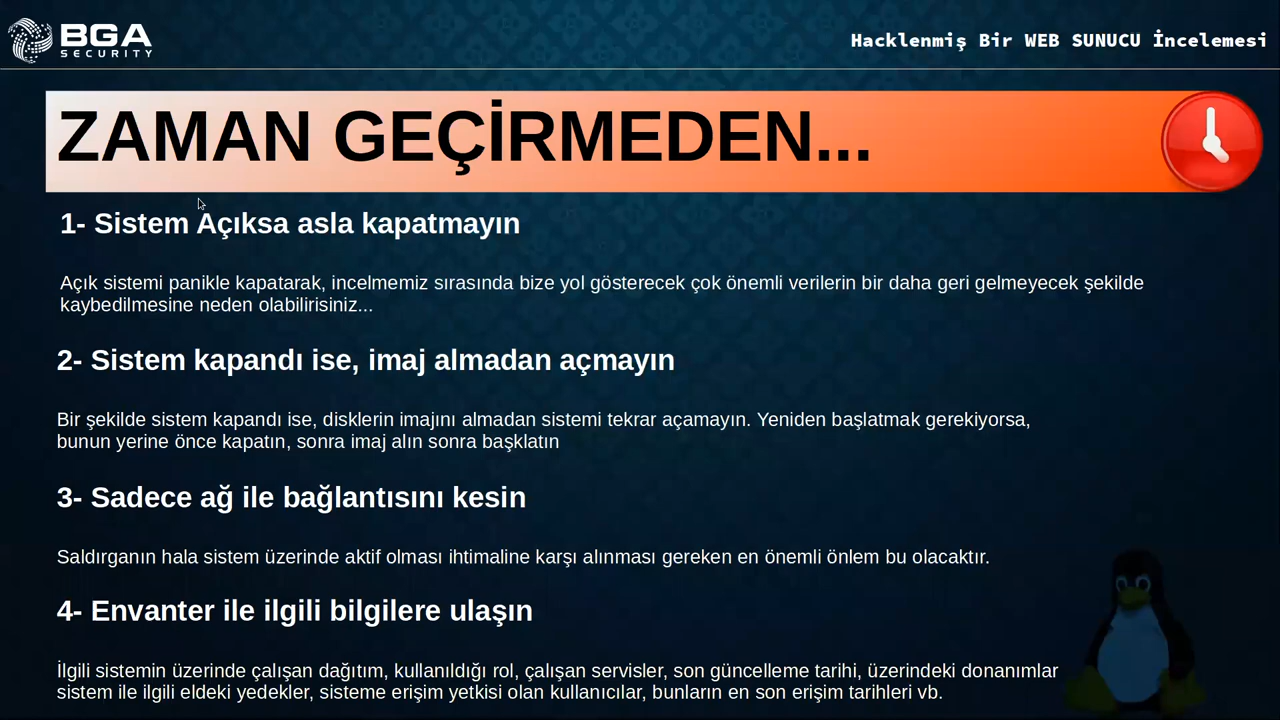 BGA
SECURITY
Hacklenmiş Bir WEB SUNUCU İncelemesi
ZAMAN GEÇİRMEDEN...
1- Sistem Açıksa asla kapatmayın
Açık sistemi panikle kapatarak, incelmemiz sırasında bize yol gösterecek çok önemli verilerin bir daha geri gelmeyecek şekilde
kaybedilmesine neden olabilirisiniz...
2- Sistem kapandı ise, imaj almadan açmayın
Bir şekilde sistem kapandı ise, disklerin imajını almadan sistemi tekrar açamayın. Yeniden başlatmak gerekiyorsa,
bunun yerine önce kapatın, sonra imaj alın sonra başklatın
3- Sadece ağ ile bağlantısını kesin
Saldırganın hala sistem üzerinde aktif olması ihtimaline karşı alınması gereken en önemli önlem bu olacaktır.
4- Envanter ile ilgili bilgilere ulaşın
İlgili sistemin üzerinde çalışan dağıtım, kullanıldığı rol, çalışan servisler, son güncelleme tarihi, üzerindeki donanımlar
sistem ile ilgili eldeki yedekler, sisteme erişim yetkisi olan kullanıcılar, bunların en son erişim tarihleri vb.